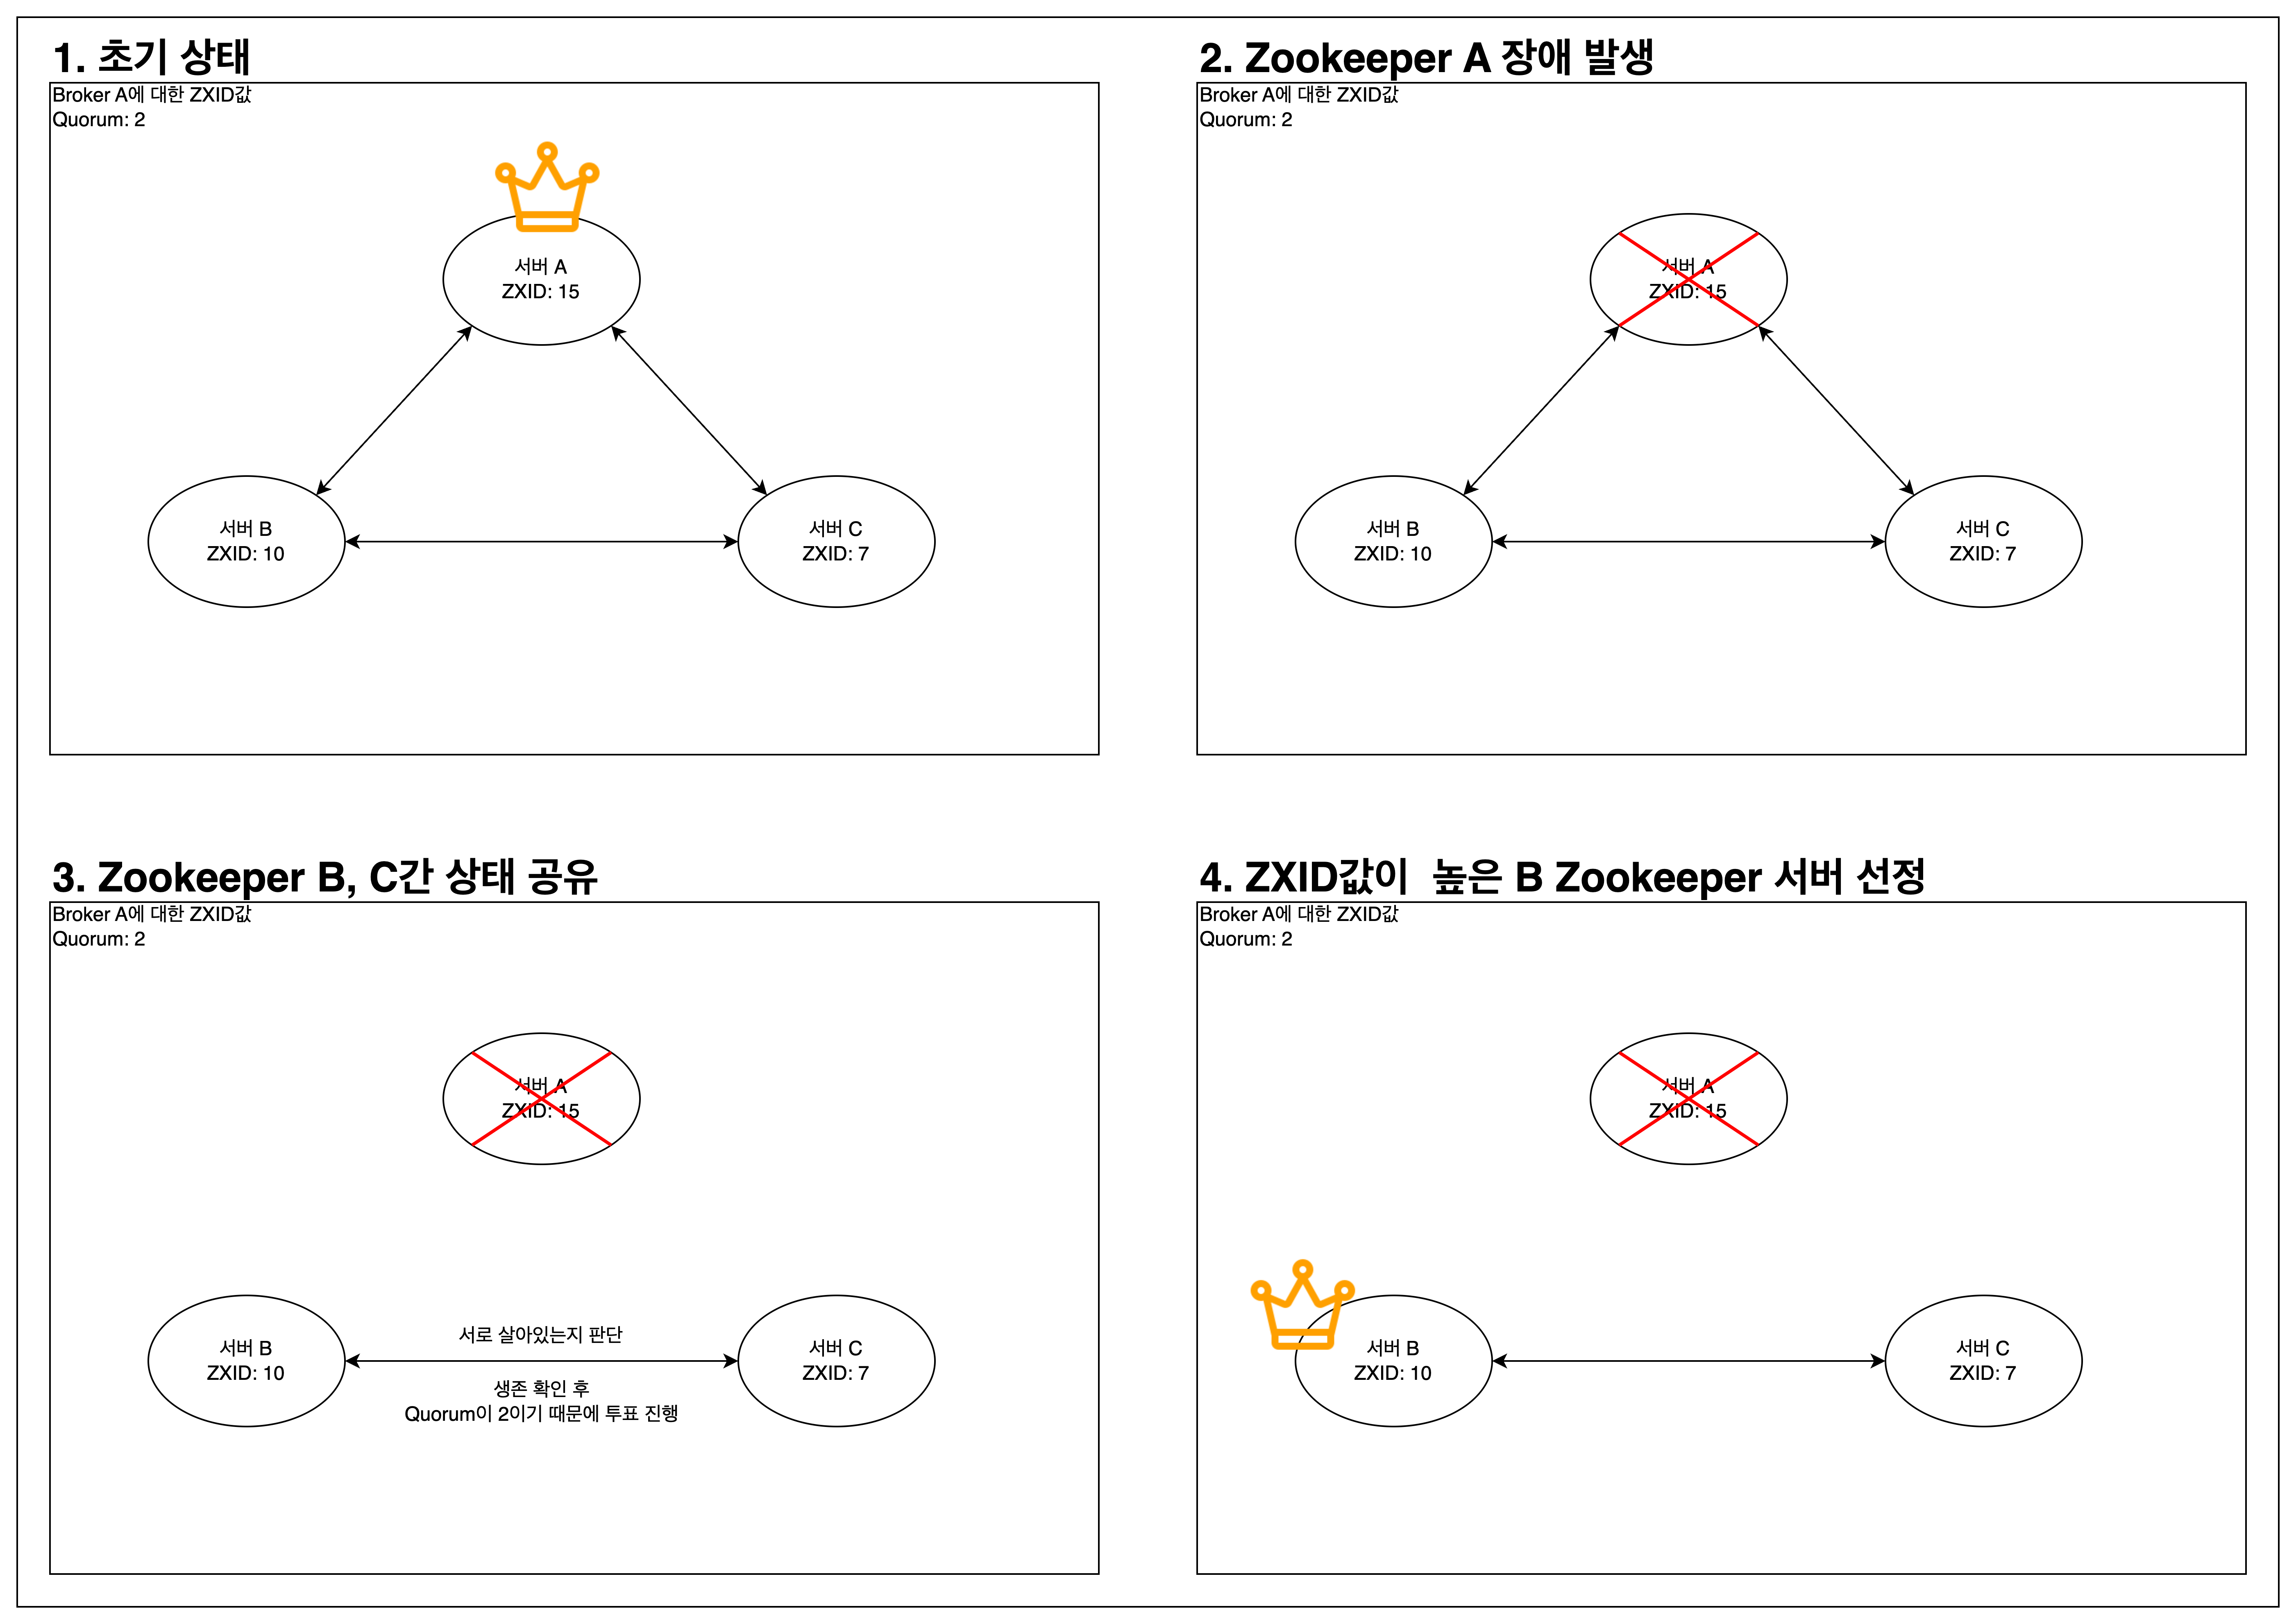 1. 초기 상태
Broker A에 대한 ZXID값
Quorum: 2
서버 A
ZXID: 15
서버 B
ZXID: 10
서버 C
ZXID: 7
2. Zookeeper A 장애 발생
Broker A에 대한 ZXID값
Quorum: 2
서버 A
ZXID: 15
서버 B
ZXID: 10
서버 C
ZXID: 7
3. Zookeeper B, C간 상태 공유
Broker A에 대한 ZXID값
Quorum: 2
서버 A
ZXID: 15
서버 B
ZXID: 10
서로 살아있는지 판단
생존 확인 후
Quorum이 2이기 때문에 투표 진행
서버 C
ZXID: 7
4. ZXID값이  높은 B Zookeeper 서버 선정
Broker A에 대한 ZXID값
Quorum: 2
서버 A
ZXID: 15
서버 B
ZXID: 10
서버 C
ZXID: 7